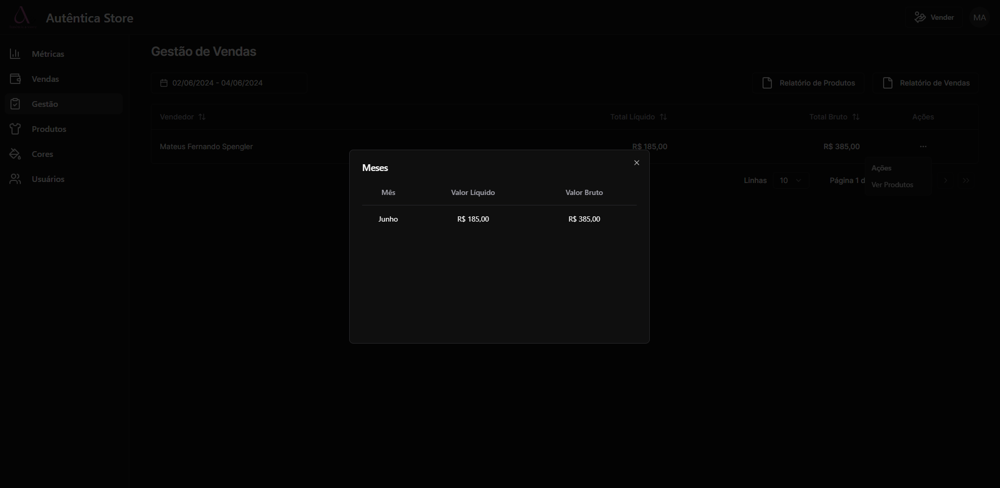 Autêntica Store
Vender
MA
Métricas
Vendas
Gestão
Produtos
Cores
Usuários
Gestão de Vendas
02/06/2024 - 04/06/2024
Relatório de Produtos
Relatório de Vendas
Vendedor
Total Líquido
Total Bruto
Ações
Mateus Fernando Spengler
R$ 185,00
R$ 385,00
Ações
Ver Produtos
Linhas
10
Página 1 d
Meses
Mês
Valor Líquido
Valor Bruto
Junho
R$ 185,00
R$ 385,00